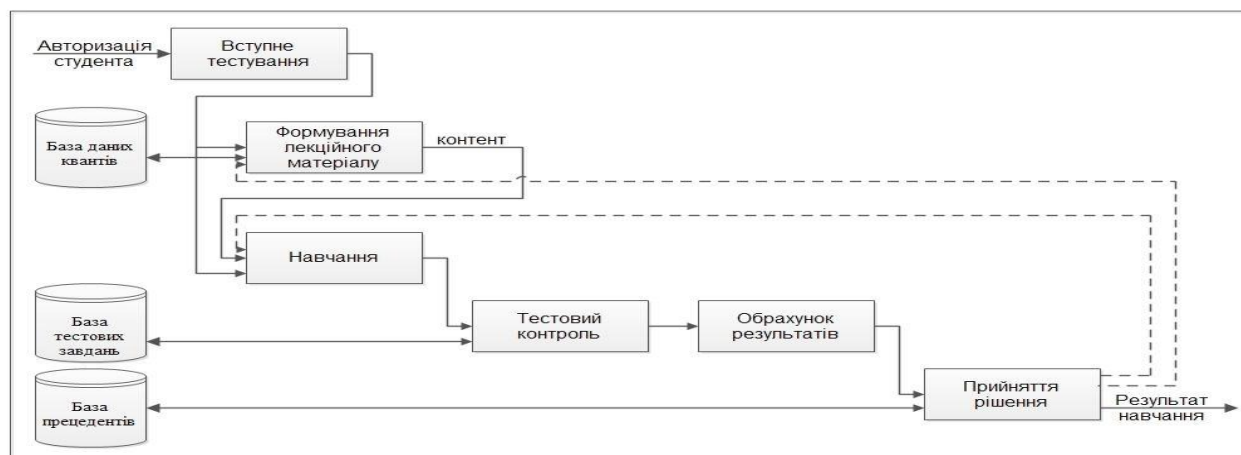 Авторизація
студента
Вступне
тестування
База даних
квантів
Формування
лекційного
матеріалу
контент
Навчання
База
тестових
завдань
Тестовий
контроль
Обрахунок
результатів
База
прецедентів
Прийняття
рішення
Результат
навчання